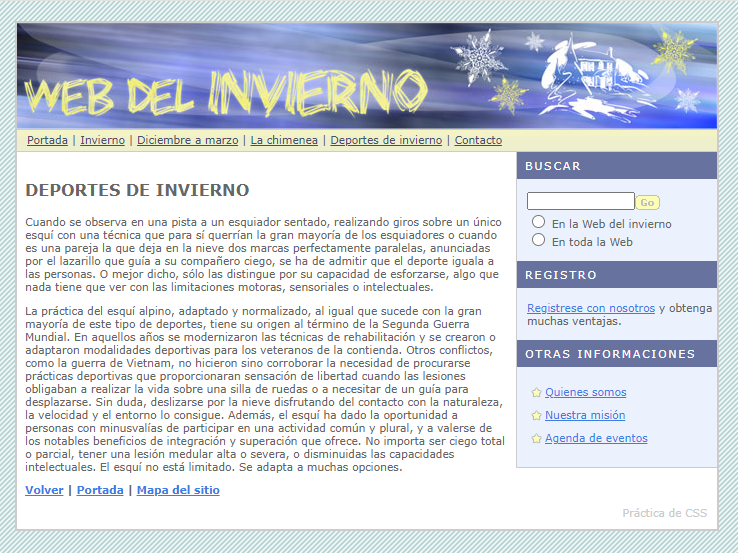 WEB DEL INVIERNO
Portada | Invierno | Diciembre a marzo | La chimenea | Deportes de invierno | Contacto
DEPORTES DE INVIERNO
Cuando se observa en una pista a un esquiador sentado, realizando giros sobre un único
esquí con una técnica que para sí querrían la gran mayoría de los esquiadores o cuando
es una pareja la que deja en la nieve dos marcas perfectamente paralelas, anunciadas
por el lazarillo que guía a su compañero ciego, se ha de admitir que el deporte iguala a
las personas. O mejor dicho, sólo las distingue por su capacidad de esforzarse, algo que
nada tiene que ver con las limitaciones motoras, sensoriales o intelectuales.
La práctica del esquí alpino, adaptado y normalizado, al igual que sucede con la gran
mayoría de este tipo de deportes, tiene su origen al término de la Segunda Guerra
Mundial. En aquellos años se modernizaron las técnicas de rehabilitación y se crearon o
adaptaron modalidades deportivas para los veteranos de la contienda. Otros conflictos,
como la guerra de Vietnam, no hicieron sino corroborar la necesidad de procurarse
prácticas deportivas que proporcionaran sensación de libertad cuando las lesiones
obligaban a realizar la vida sobre una silla de ruedas o a necesitar de un guía para
desplazarse. Sin duda, deslizarse por la nieve disfrutando del contacto con la naturaleza,
la velocidad y el entorno lo consigue. Además, el esquí ha dado la oportunidad a
personas con minusvalías de participar en una actividad común y plural, y a valerse de
los notables beneficios de integración y superación que ofrece. No importa ser ciego total
o parcial, tener una lesión medular alta o severa, o disminuidas las capacidades
intelectuales. El esquí no está limitado. Se adapta a muchas opciones.
Volver | Portada | Mapa del sitio
BUSCAR
Go
En la Web del invierno
En toda la Web
REGISTRO
Registrese con nosotros y obtenga
muchas ventajas.
OTRAS INFORMACIONES
Quienes somos
Nuestra misión
Agenda de eventos
Práctica de CSS